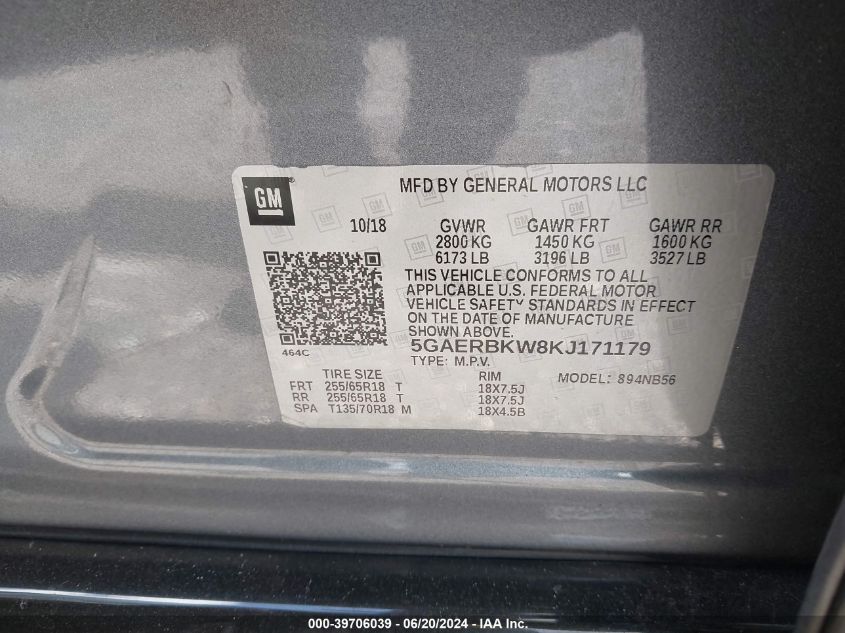 GM ®
MFD BY GENERAL MOTORS LLC
10/18 GVWR GAWR FRT GAWR RR
2800 KG 1450 KG 1600 KG
6173 LB 3196 LB 3527 LB
THIS VEHICLE CONFORMS TO ALL
APPLICABLE U.S. FEDERAL MOTOR
VEHICLE SAFETY STANDARDS IN EFFECT
ON THE DATE OF MANUFACTURE
SHOWN ABOVE.
464C
5GAERBKW8KJ171179
TYPE: M.P.V.
TIRE SIZE RIM MODEL: 894NB56
FRT 255/65R18 T 18X7.5J
RR 255/65R18 T 18X7.5J
SPA T135/70R18 M 18X4.5B
000-39706039 - 06/20/2024 - IAA Inc.